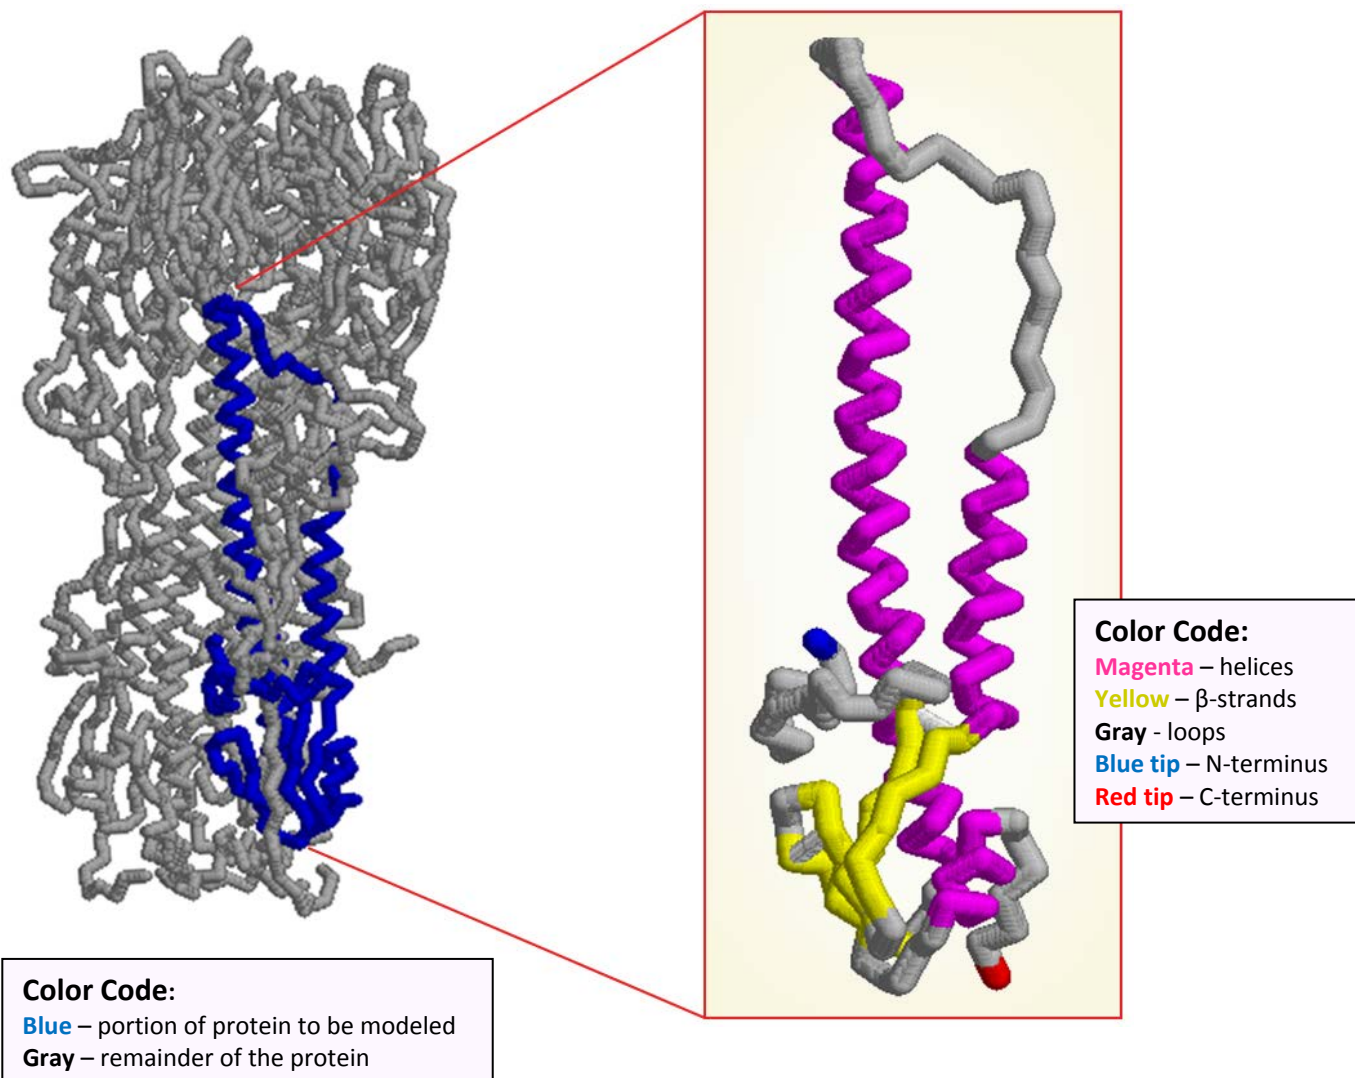 Color Code:
Magenta – helices
Yellow – β-strands
Gray - loops
Blue tip – N-terminus
Red tip – C-terminus
Color Code:
Blue – portion of protein to be modeled
Gray – remainder of the protein